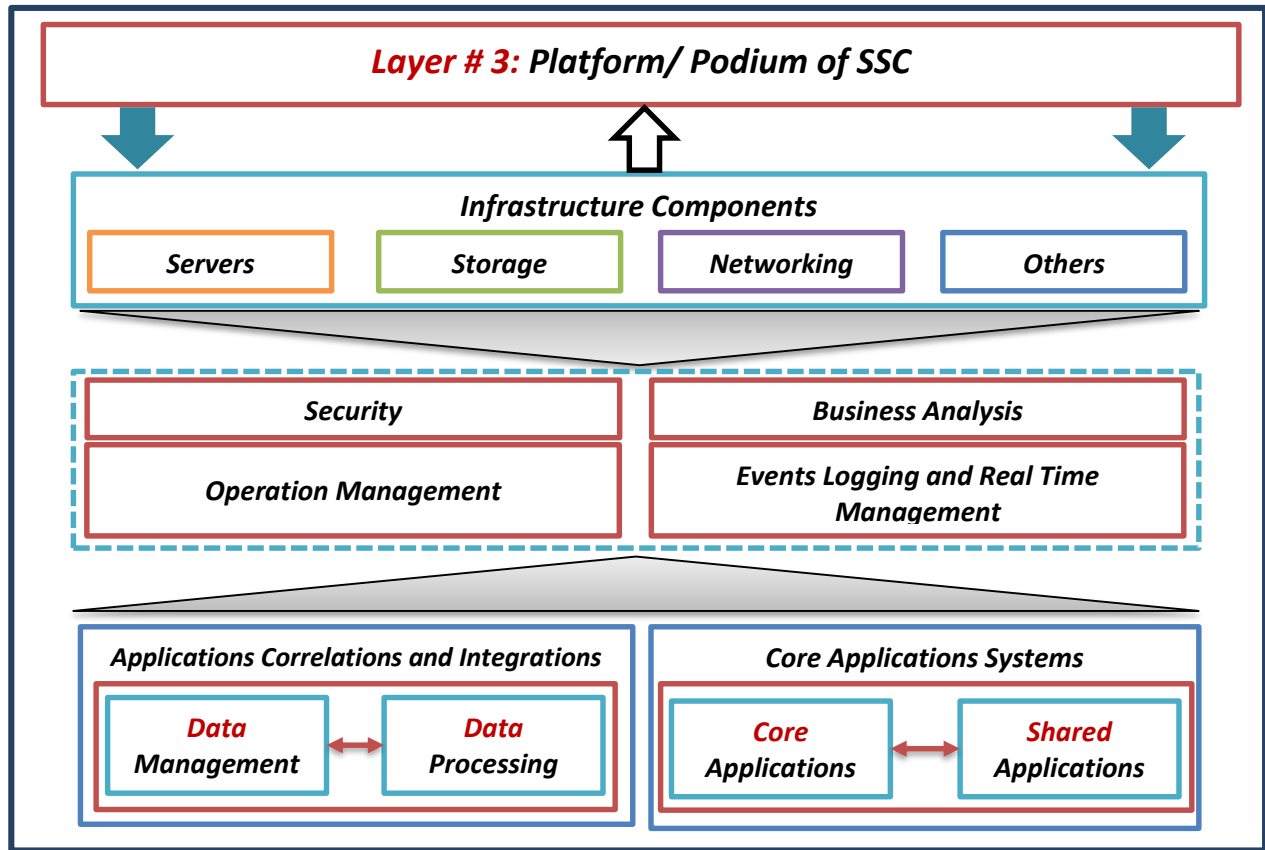 Layer # 3: Platform/ Podium of SSC
Infrastructure Components
Servers
Storage
Networking
Others
Security
Business Analysis
Operation Management
Events Logging and Real Time
Management
Applications Correlations and Integrations
Core Applications Systems
Data
Management
Data
Processing
Core
Applications
Shared
Applications